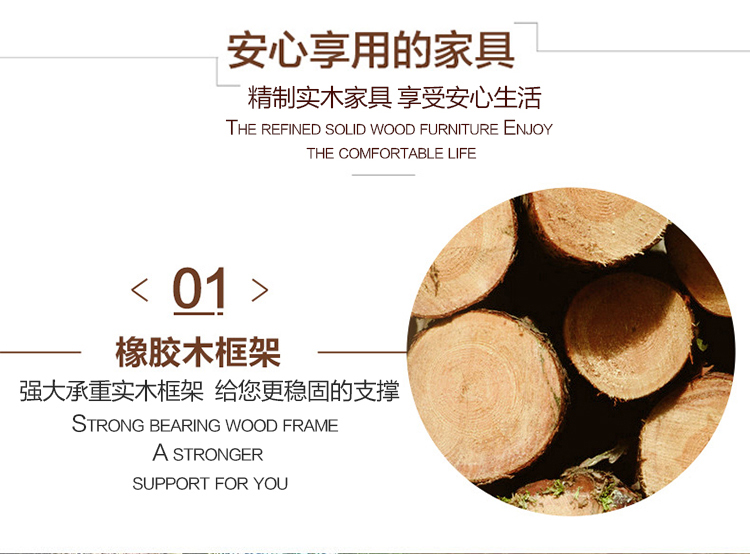 安心享用的家具
精制实木家具 享受安心生活
THE REFINED SOLID WOOD FURNITURE ENJOY
THE COMFORTABLE LIFE
< 01 >
橡胶木框架
强大承重实木框架 给您更稳固的支撑
STRONG BEARING WOOD FRAME
A STRONGER
SUPPORT FOR YOU